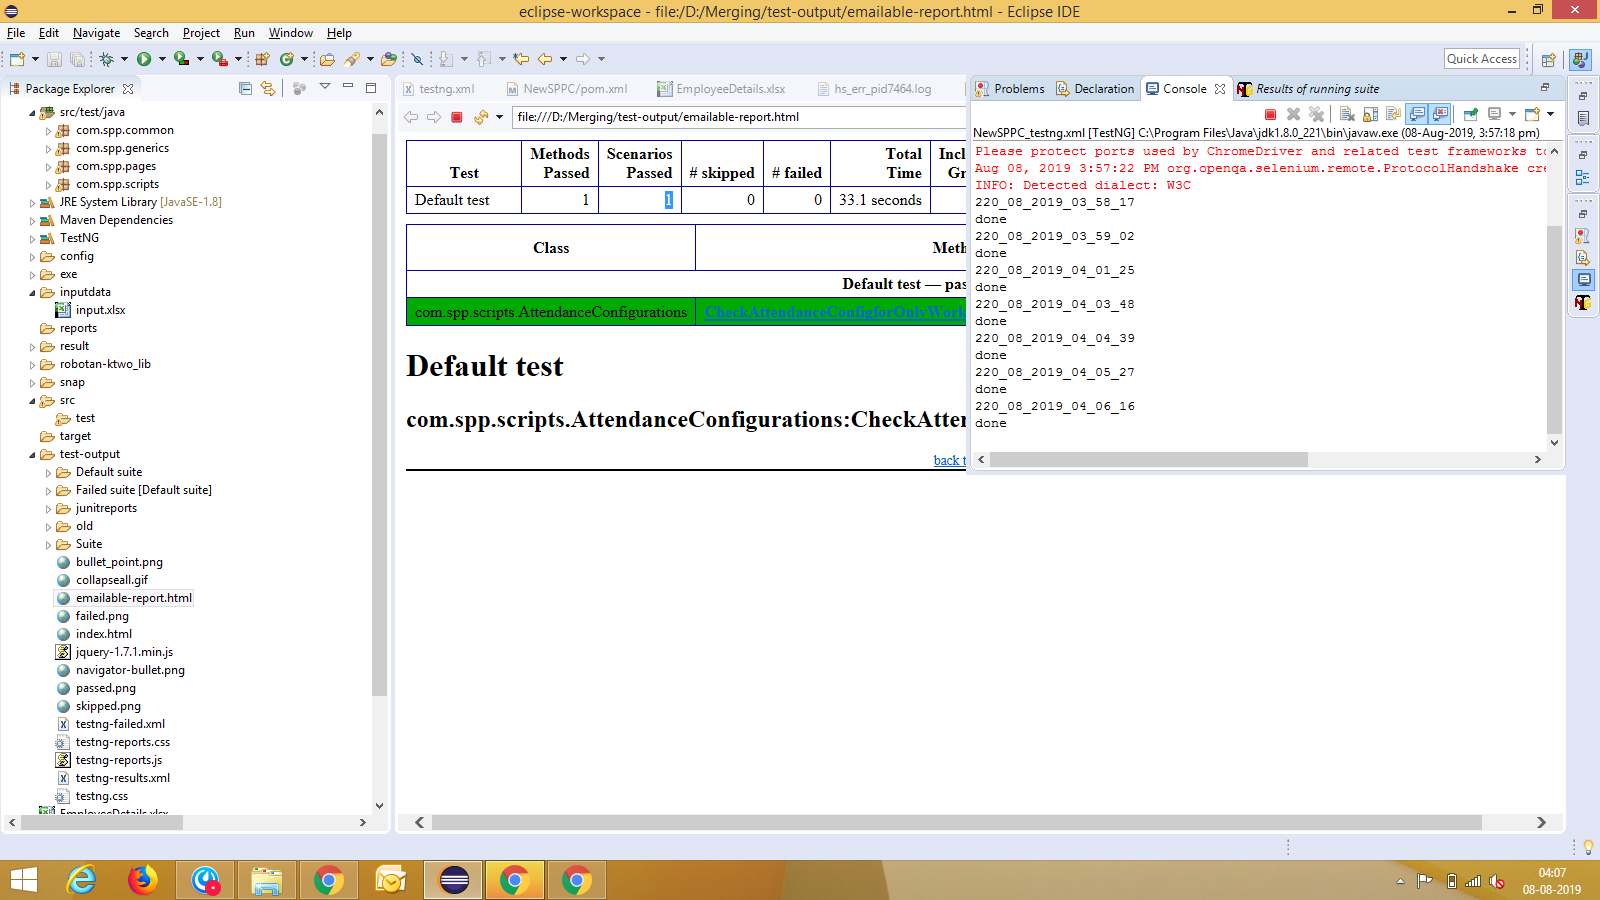 eclipse-workspace - file:/D:/Merging/test-output/emailable-report.html - Eclipse IDE
File Edit Navigate Search Project Run Window Help
Quick Access
Package Explorer
src/test/java
com.spp.common
com.spp.generics
com.spp.pages
com.spp.scripts
JRE System Library [JavaSE-1.8]
Maven Dependencies
TestNG
config
exe
inputdata
input.xlsx
reports
result
robotan-ktwo_lib
snap
src
test
target
test-output
Default suite
Failed suite [Default suite]
junitreports
old
Suite
bullet_point.png
collapseall.gif
emailable-report.html
failed.png
index.html
jquery-1.7.1.min.js
navigator-bullet.png
passed.png
skipped.png
testng-failed.xml
testng-reports.css
testng-reports.js
testng-results.xml
testng.css
EmployeeDetails.xlsx
testng.xml NewSPPC/pom.xml EmployeeDetails.xlsx hs_err_pid7464.log
file:///D:/Merging/test-output/emailable-report.html
Test Methods Passed Scenarios Passed # skipped # failed Total Time Incl Gr
Default test 1 1 0 0 33.1 seconds
Class Meth
Default test — pas
com.spp.scripts.AttendanceConfigurations CheckAttendanceConfigforOnlyWork
Default test
com.spp.scripts.AttendanceConfigurations:CheckAtten
back t
Problems Declaration Console Results of running suite
NewSPPC_testng.xml [TestNG] C:\Program Files\Java\jdk1.8.0_221\bin\javaw.exe (08-Aug-2019, 3:57:18 pm)
Please protect ports used by ChromeDriver and related test frameworks to
Aug 08, 2019 3:57:22 PM org.openqa.selenium.remote.ProtocolHandshake cre
INFO: Detected dialect: W3C
220_08_2019_03_58_17
done
220_08_2019_03_59_02
done
220_08_2019_04_01_25
done
220_08_2019_04_03_48
done
220_08_2019_04_04_39
done
220_08_2019_04_05_27
done
220_08_2019_04_06_16
done
04:07
08-08-2019